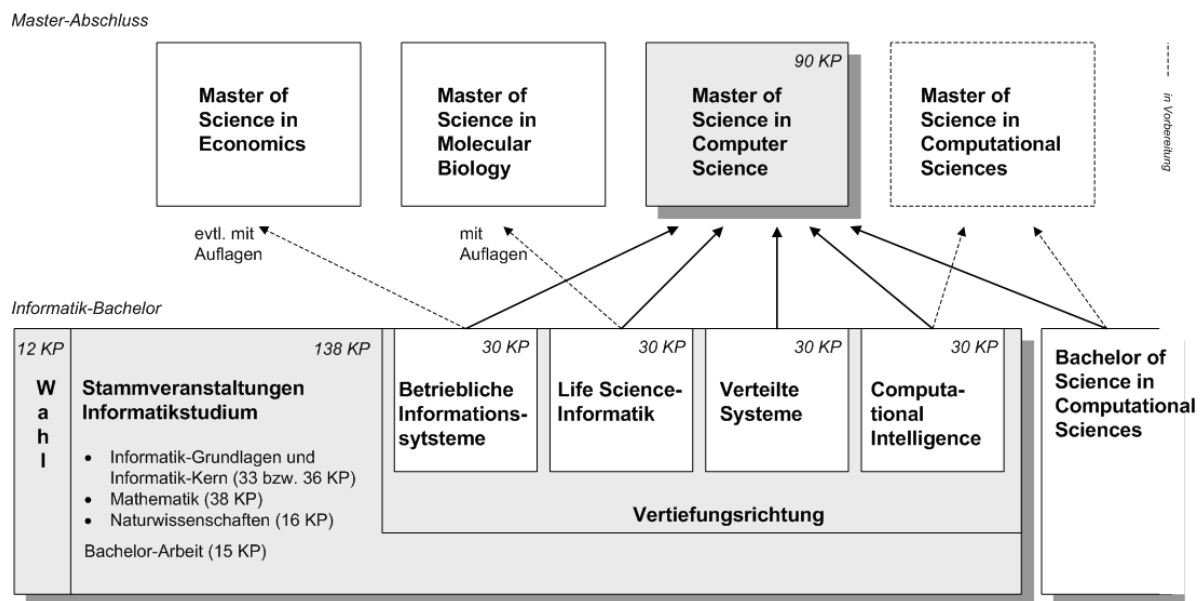 Master-Abschluss
90 KP
Master of
Science in
Economics
Master of
Science in
Molecular
Biology
Master of
Science in
Computer
Science
Master of
Science in
Computational
Sciences
in Vorbereitung
evtl. mit
Auflagen
mit
Auflagen
Informatik-Bachelor
12 KP
W
a
h
l
138 KP
Stammveranstaltungen
Informatikstudium
• Informatik-Grundlagen und
Informatik-Kern (33 bzw. 36 KP)
• Mathematik (38 KP)
• Naturwissenschaften (16 KP)
Bachelor-Arbeit (15 KP)
30 KP
Betriebliche
Informations-
sytsteme
30 KP
Life Science-
Informatik
30 KP
Verteilte
Systeme
30 KP
Computa-
tional
Intelligence
Vertiefungsrichtung
Bachelor of
Science in
Computational
Sciences